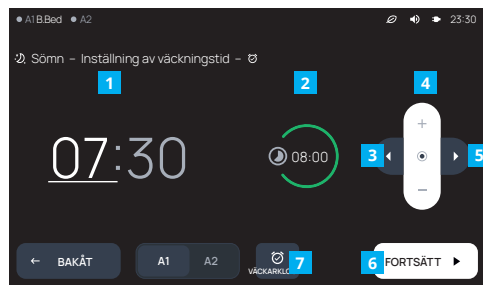 A1 B.Bed A2 23:30
Sömn – Inställning av väckningstid –
1 2 4
07:30 08:00 3 + − 5
7 6
← BAKÅT A1 A2 VÄCKARKLO FORTSÄTT